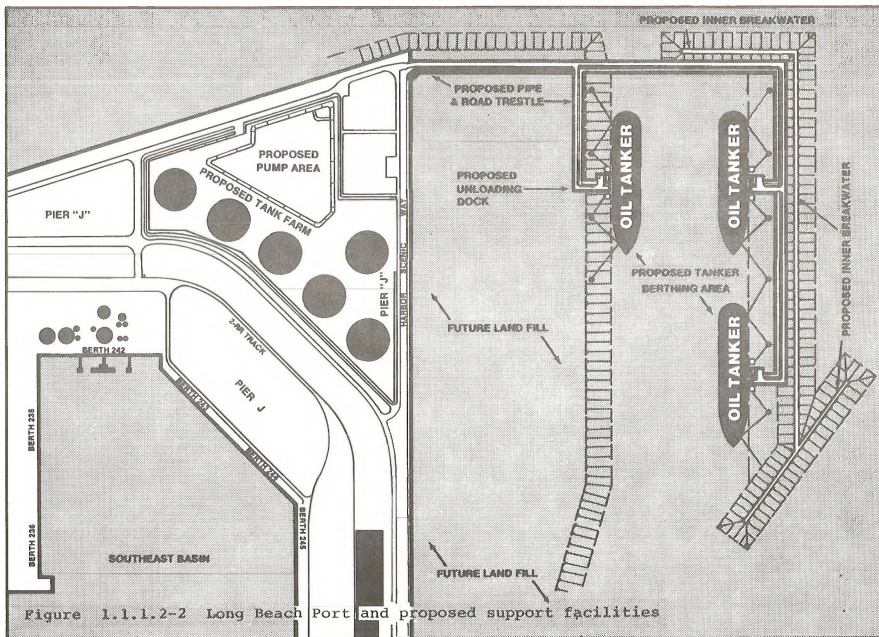 PROPOSED INNER BREAKWATER
PROPOSED PIPE
& ROAD TRESTLE
PROPOSED
PUMP AREA
PROPOSED TANK FARM
PROPOSED
UNLOADING
DOCK
OIL TANKER
OIL TANKER
PIER "J"
PIER "J"
HARBOR SCENIC WAY
PROPOSED TANKER
BERTHING AREA
PROPOSED INNER BREAKWATER
OIL TANKER
FUTURE LAND FILL
2-RR TRACK
PIER J
BERTH 242
BERTH 243
BERTH 244
BERTH 245
BERTH 235
BERTH 236
SOUTHEAST BASIN
FUTURE LAND FILL
Figure 1.1.1.2-2 Long Beach Port and proposed support facilities